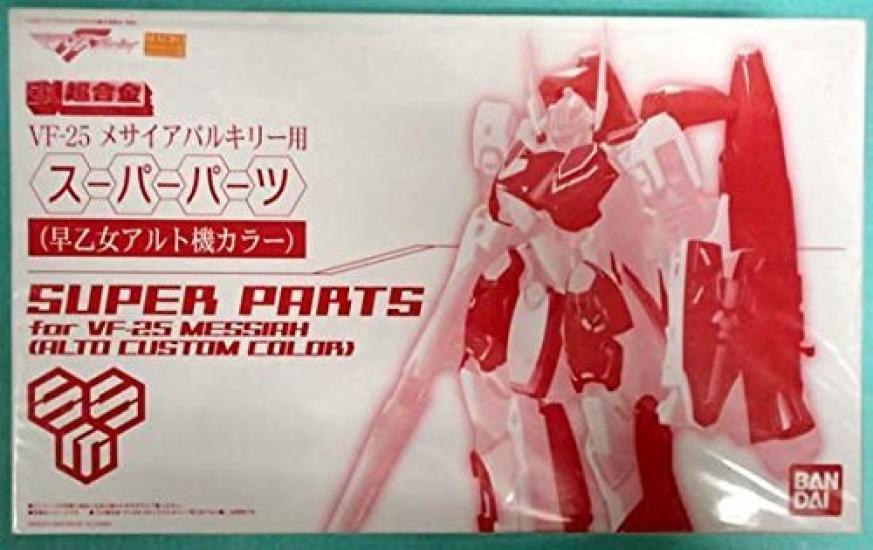 超合金
VF-25 メサイアバルキリー用
スーパーパーツ
(早乙女アルト機カラー)
SUPER PARTS
for VF-25 MESSIAH
(ALTO CUSTOM COLOR)
BAN
DAI